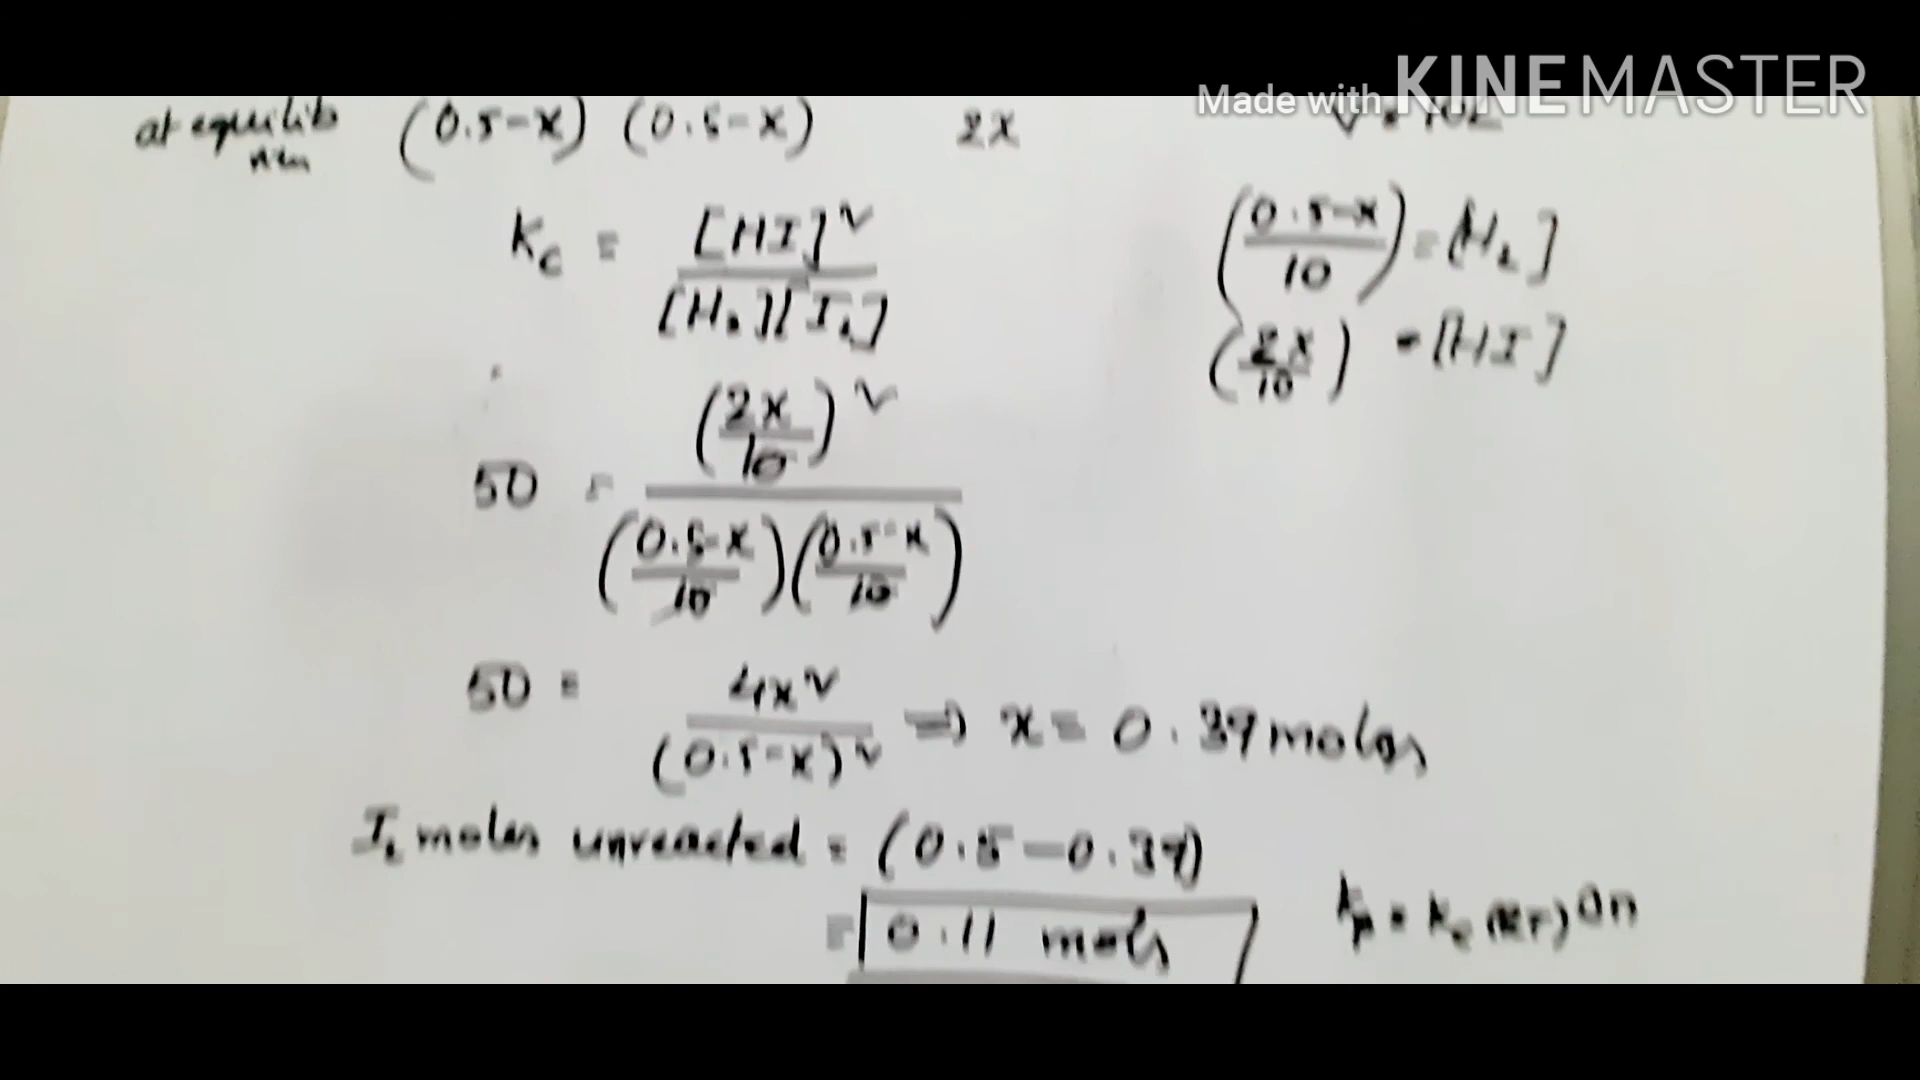 Made with KINEMASTER
at equilib (0.5-x) (0.5-x) 2x
rium
Kc = [HI]² / [H₂][I₂]
(0.5-x / 10) = [H₂]
(2x / 10) = [HI]
50 = (2x / 10)² / (0.5-x / 10)(0.5-x / 10)
50 = 4x² / (0.5-x)² ⇒ x = 0.39 moles
I₂ moles unreacted = (0.5-0.39)
= 0.11 mols
Kp = Kc (RT) Δn